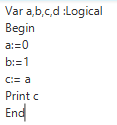 Var a,b,c,d :Logical
Begin
a:=0
b:=1
c:= a
Print c
End